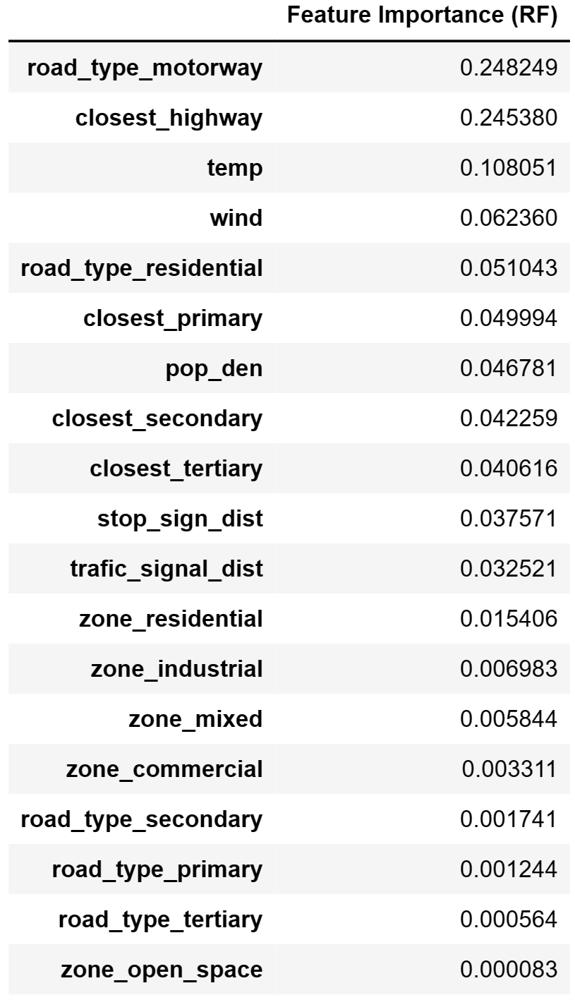 Feature Importance (RF)
road_type_motorway 0.248249
closest_highway 0.245380
temp 0.108051
wind 0.062360
road_type_residential 0.051043
closest_primary 0.049994
pop_den 0.046781
closest_secondary 0.042259
closest_tertiary 0.040616
stop_sign_dist 0.037571
trafic_signal_dist 0.032521
zone_residential 0.015406
zone_industrial 0.006983
zone_mixed 0.005844
zone_commercial 0.003311
road_type_secondary 0.001741
road_type_primary 0.001244
road_type_tertiary 0.000564
zone_open_space 0.000083